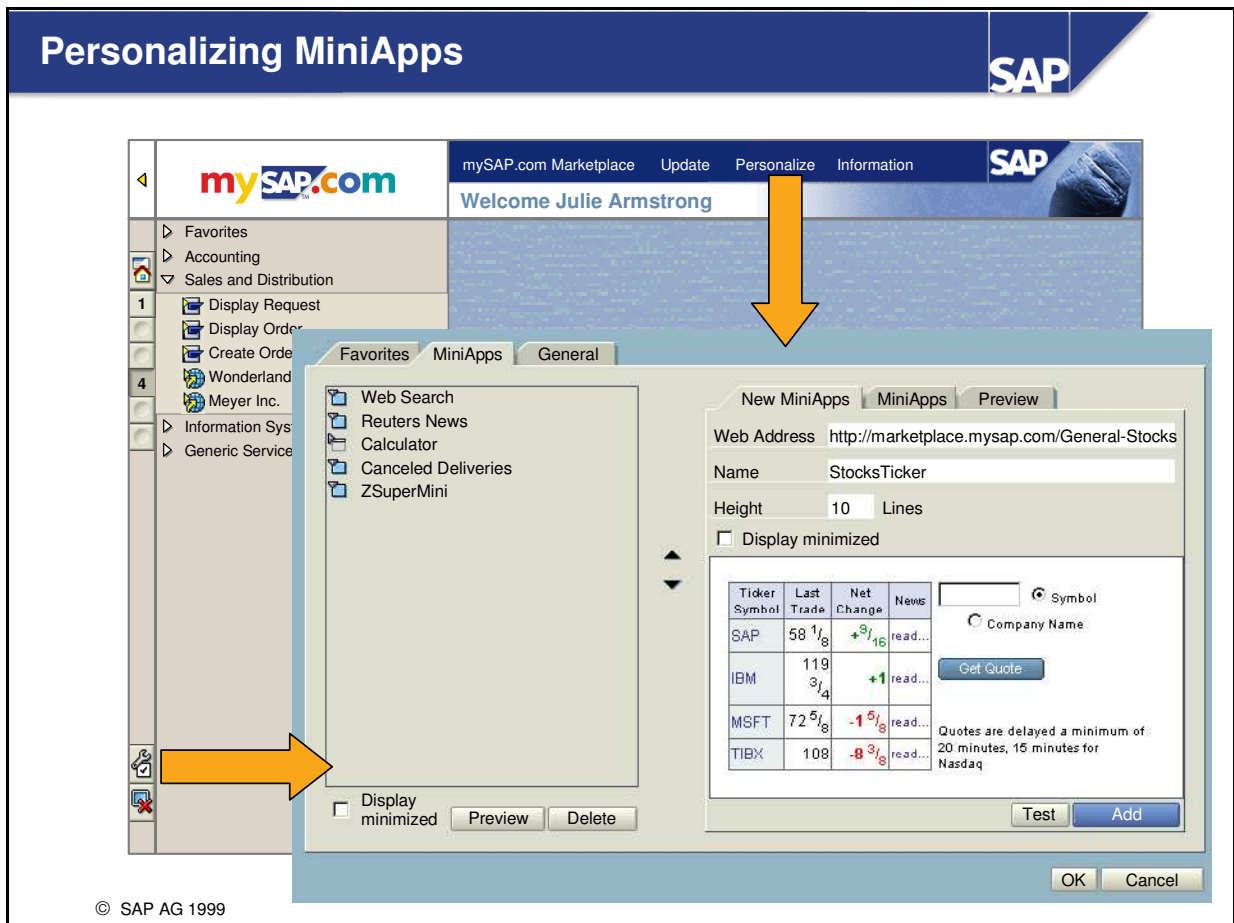 Personalizing MiniApps
SAP
mySAP.com
TM
mySAP.com Marketplace Update Personalize Information
SAP
Welcome Julie Armstrong
Favorites
Accounting
Sales and Distribution
1
Display Request
Display Order
Create Orde
4
Wonderland
Meyer Inc.
Information Sys
Generic Service
Favorites MiniApps General
Web Search
Reuters News
Calculator
Canceled Deliveries
ZSuperMini
Display minimized
Preview Delete
New MiniApps MiniApps Preview
Web Address http://marketplace.mysap.com/General-Stocks
Name StocksTicker
Height 10 Lines
Display minimized
Ticker Symbol Last Trade Net Change News
SAP 58 1/8 +9/16 read...
IBM 119 3/4 +1 read...
MSFT 72 5/8 -1 5/8 read...
TIBX 108 -8 3/8 read...
Symbol
Company Name
Get Quote
Quotes are delayed a minimum of
20 minutes, 15 minutes for
Nasdaq
Test Add
OK Cancel
© SAP AG 1999